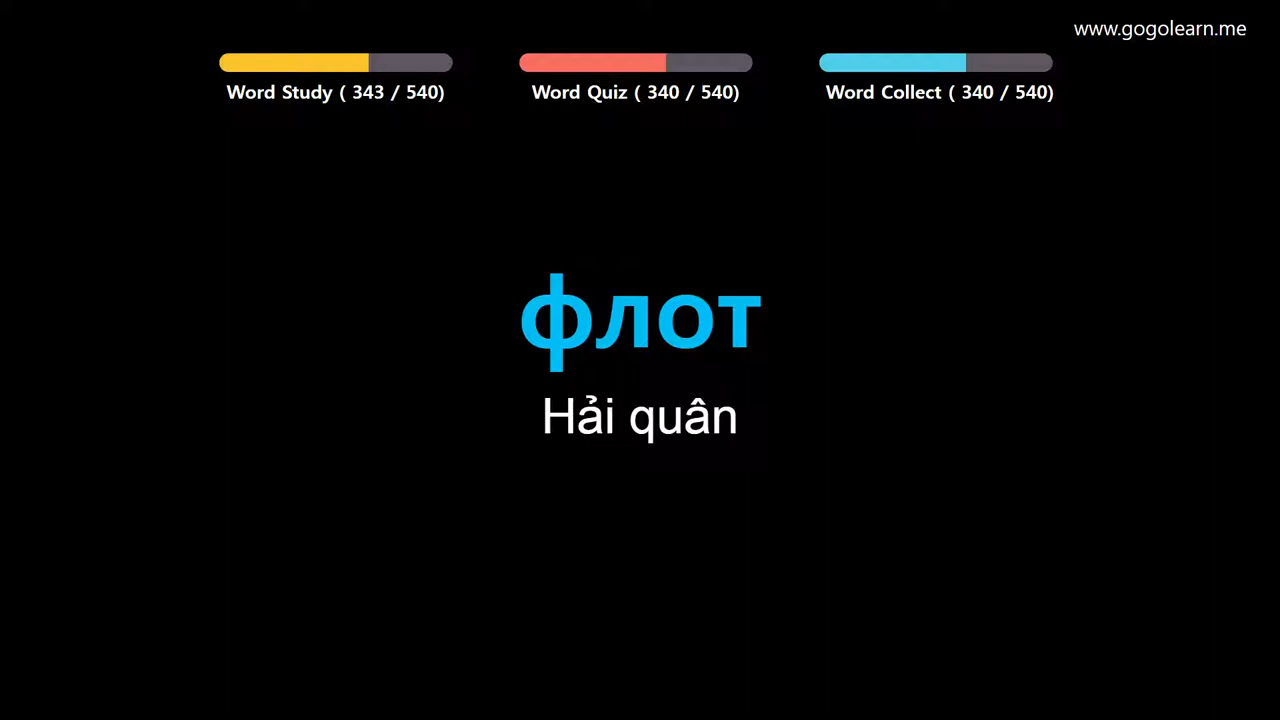 www.gogolearn.me
Word Study ( 343 / 540)
Word Quiz ( 340 / 540)
Word Collect ( 340 / 540)
флот
Hải quân